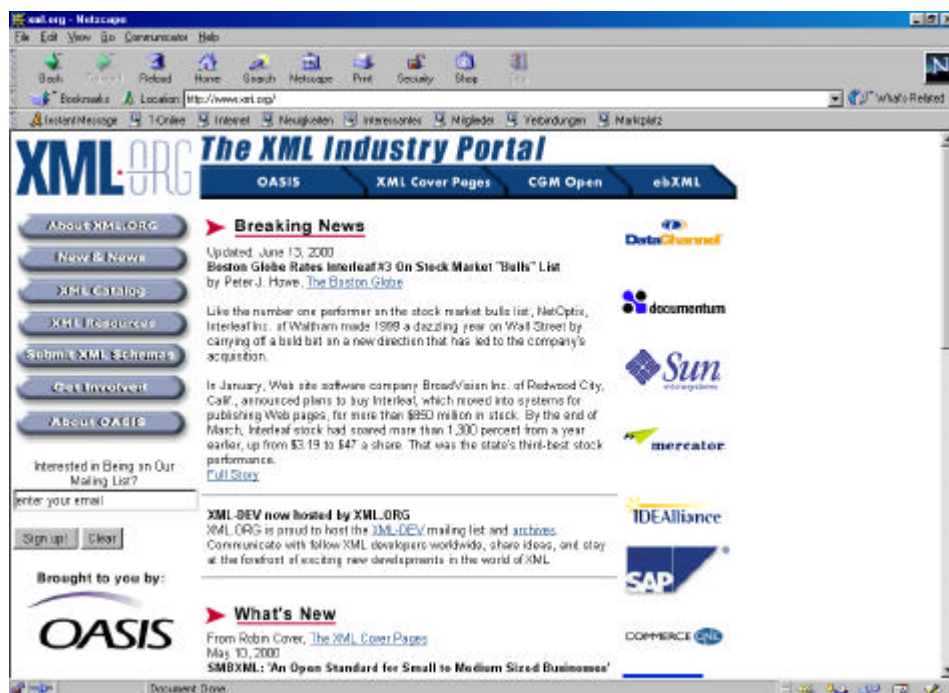 xml.org - Netscape
File Edit View Go Communicator Help
Back Reload Home Search Netscape Print Security Shop
Bookmarks Location: http://www.xml.org/ What's Related
Instant Message T-Online Internet Neuigkeiten Interessantes Mitglieder Verbindungen Marktplatz
XML.ORG
The XML Industry Portal
OASIS XML Cover Pages CGM Open ebXML
About XML.ORG
New & News
XML Catalog
XML Resources
Submit XML Schemas
Get Involved
About OASIS
Interested in Being on Our
Mailing List?
enter your email
Sign up! Clear
Brought to you by:
OASIS
Breaking News
Updated: June 13, 2000
Boston Globe Rates Interleaf #3 On Stock Market "Bulls" List
by Peter J. Howe, The Boston Globe
Like the number one performer on the stock market bulls list, NetOptix,
Interleaf Inc. of Waltham made 1999 a dazzling year on Wall Street by
carrying off a bold bet on a new direction that has led to the company's
acquisition.
In January, Web site software company BroadVision Inc. of Redwood City,
Calif., announced plans to buy Interleaf, which moved into systems for
publishing Web pages, for more than $850 million in stock. By the end of
March, Interleaf stock had soared more than 1,300 percent from a year
earlier, up from $3.19 to $47 a share. That was the state's third-best stock
performance.
Full Story
XML-DEV now hosted by XML.ORG
XML.ORG is proud to host the XML-DEV mailing list and archives.
Communicate with follow XML developers worldwide, share ideas, and stay
at the forefront of exciting new developments in the world of XML
What's New
From Robin Cover, The XML Cover Pages
May 10, 2000
SMBXML: 'An Open Standard for Small to Medium Sized Businesses'
DataChannel
documentum
Sun
microsystems
mercator
IDEAlliance
SAP
COMMERCE ONE
Document: Done